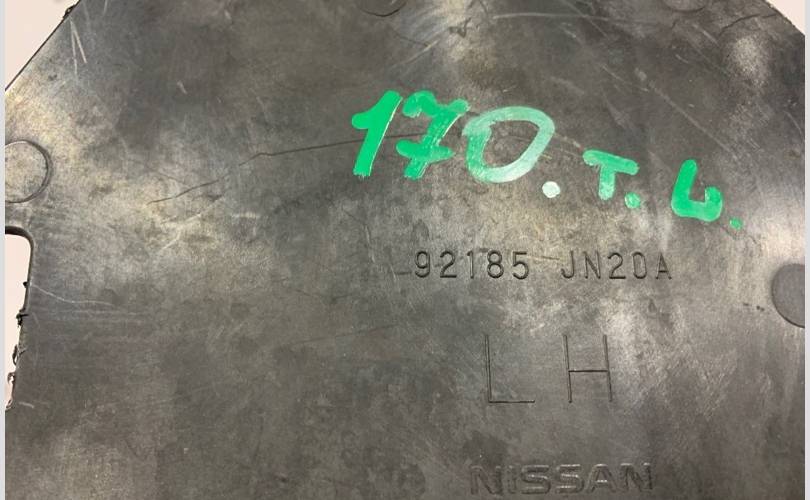 170.T.U.
92185 JN20A
LH
NISSAN